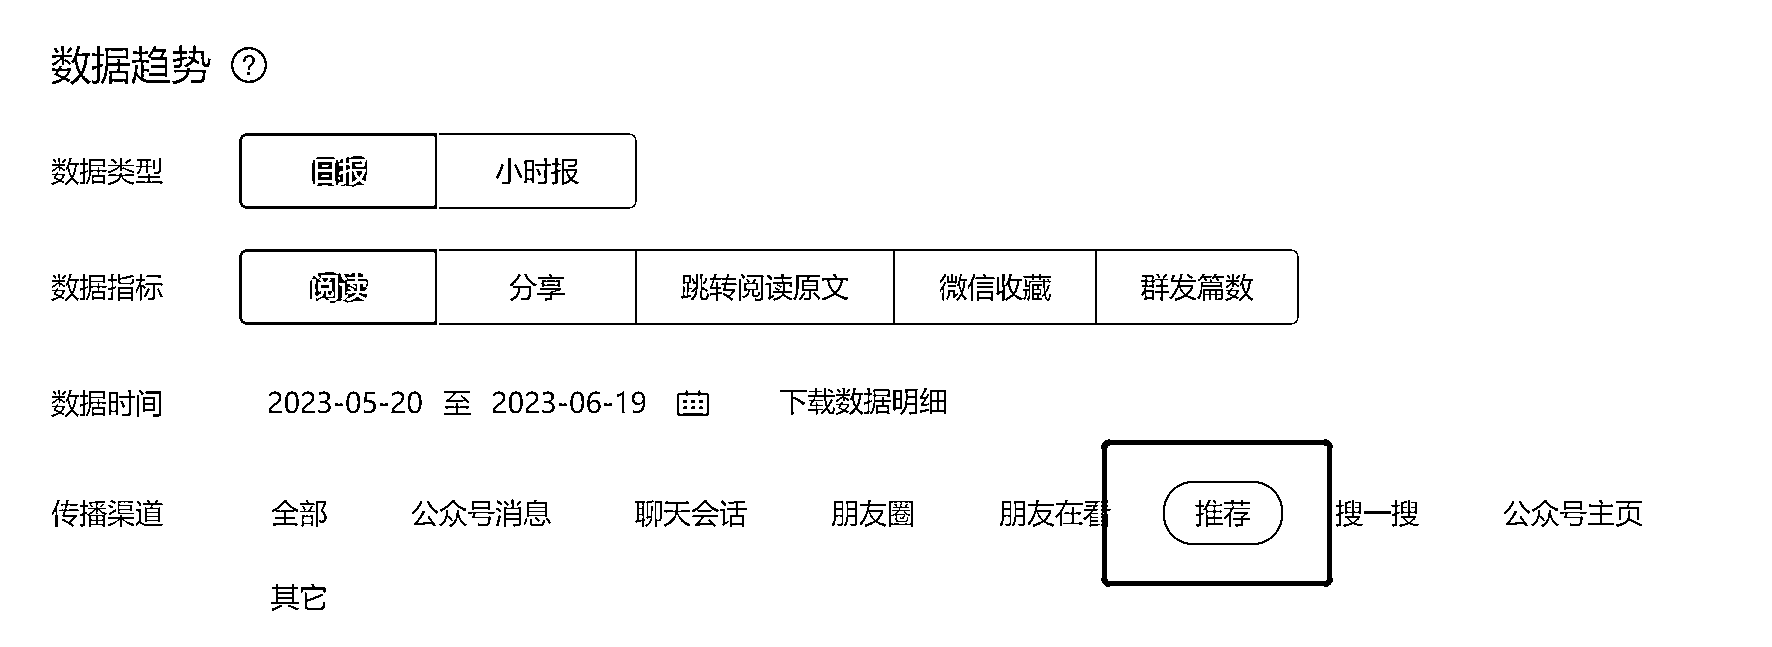 数据趋势 ?
数据类型 日报 小时报
数据指标 阅读 分享 跳转阅读原文 微信收藏 群发篇数
数据时间 2023-05-20 至 2023-06-19 下载数据明细
传播渠道 全部 公众号消息 聊天会话 朋友圈 朋友在看 推荐 搜一搜 公众号主页
其它